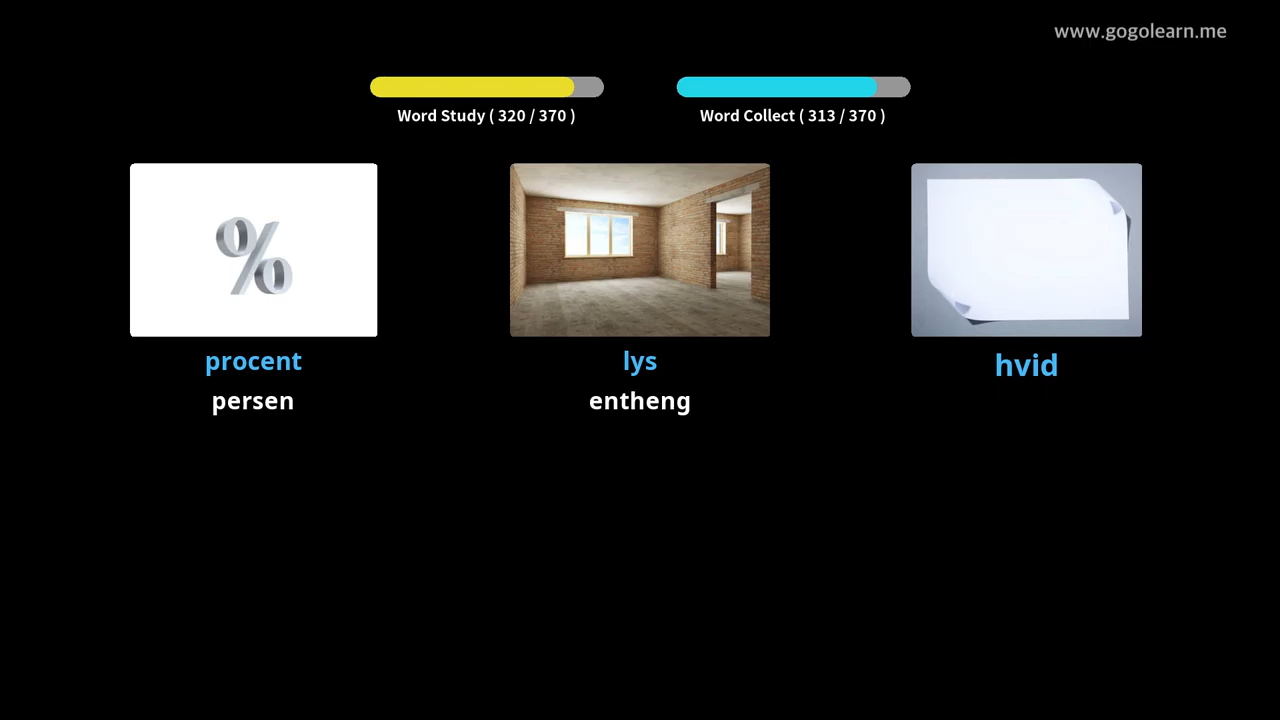 www.gogolearn.me
Word Study ( 320 / 370 )
Word Collect ( 313 / 370 )
%
procent
lys
hvid
persen
entheng